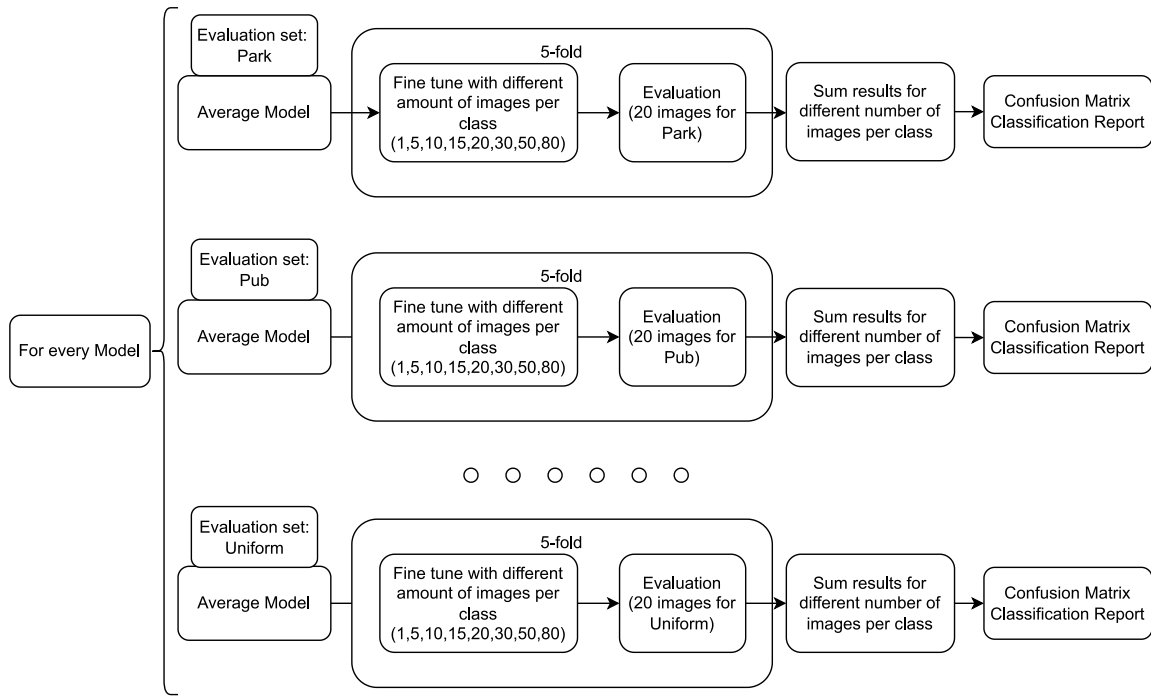 For every Model
Evaluation set:
Park
Average Model
5-fold
Fine tune with different
amount of images per
class
(1,5,10,15,20,30,50,80)
Evaluation
(20 images for
Park)
Sum results for
different number of
images per class
Confusion Matrix
Classification Report
Evaluation set:
Pub
Average Model
5-fold
Fine tune with different
amount of images per
class
(1,5,10,15,20,30,50,80)
Evaluation
(20 images for
Pub)
Sum results for
different number of
images per class
Confusion Matrix
Classification Report
Evaluation set:
Uniform
Average Model
5-fold
Fine tune with different
amount of images per
class
(1,5,10,15,20,30,50,80)
Evaluation
(20 images for
Uniform)
Sum results for
different number of
images per class
Confusion Matrix
Classification Report